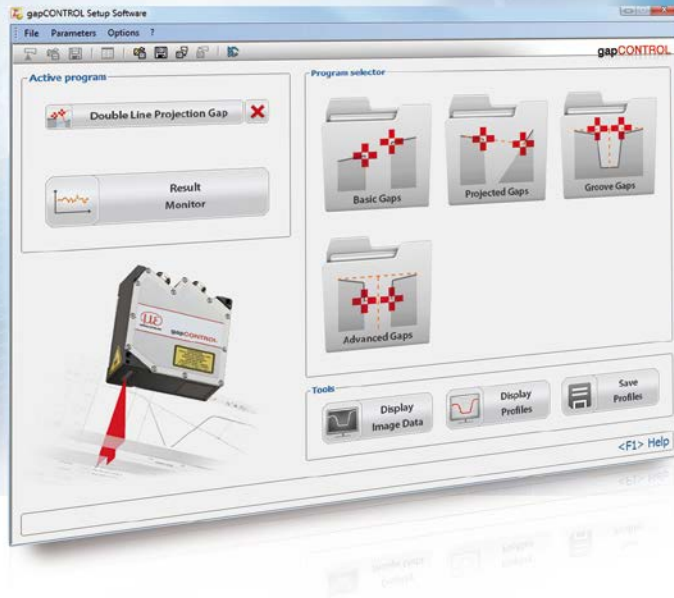 gapCONTROL Setup Software
File Parameters Options ?
gapCONTROL
Active program
Double Line Projection Gap
Result
Monitor
gapCONTROL
Program selector
Basic Gaps
Projected Gaps
Groove Gaps
Advanced Gaps
Tools
Display
Image Data
Display
Profiles
Save
Profiles
<F1> Help